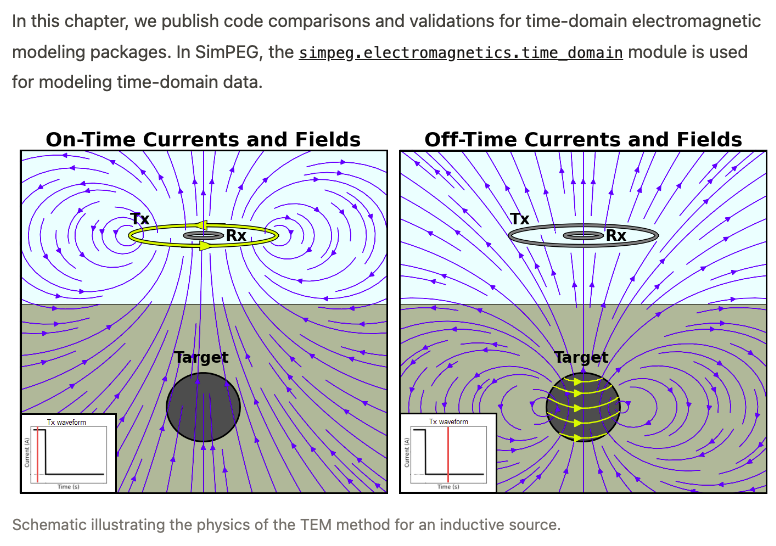 In this chapter, we publish code comparisons and validations for time-domain electromagnetic
modeling packages. In SimPEG, the simpeg.electromagnetics.time_domain module is used
for modeling time-domain data.
On-Time Currents and Fields
Off-Time Currents and Fields
Tx
Rx
Tx
Rx
Target
Target
Tx waveform
Current (A)
Time (s)
Tx waveform
Current (A)
Time (s)
Schematic illustrating the physics of the TEM method for an inductive source.